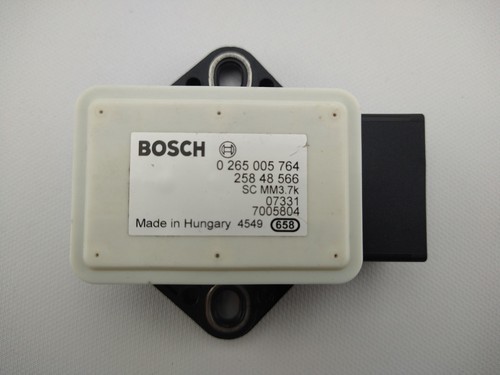 BOSCH
0 265 005 764
258 48 566
SC MM3.7k
07331
7005804
Made in Hungary 4549 658